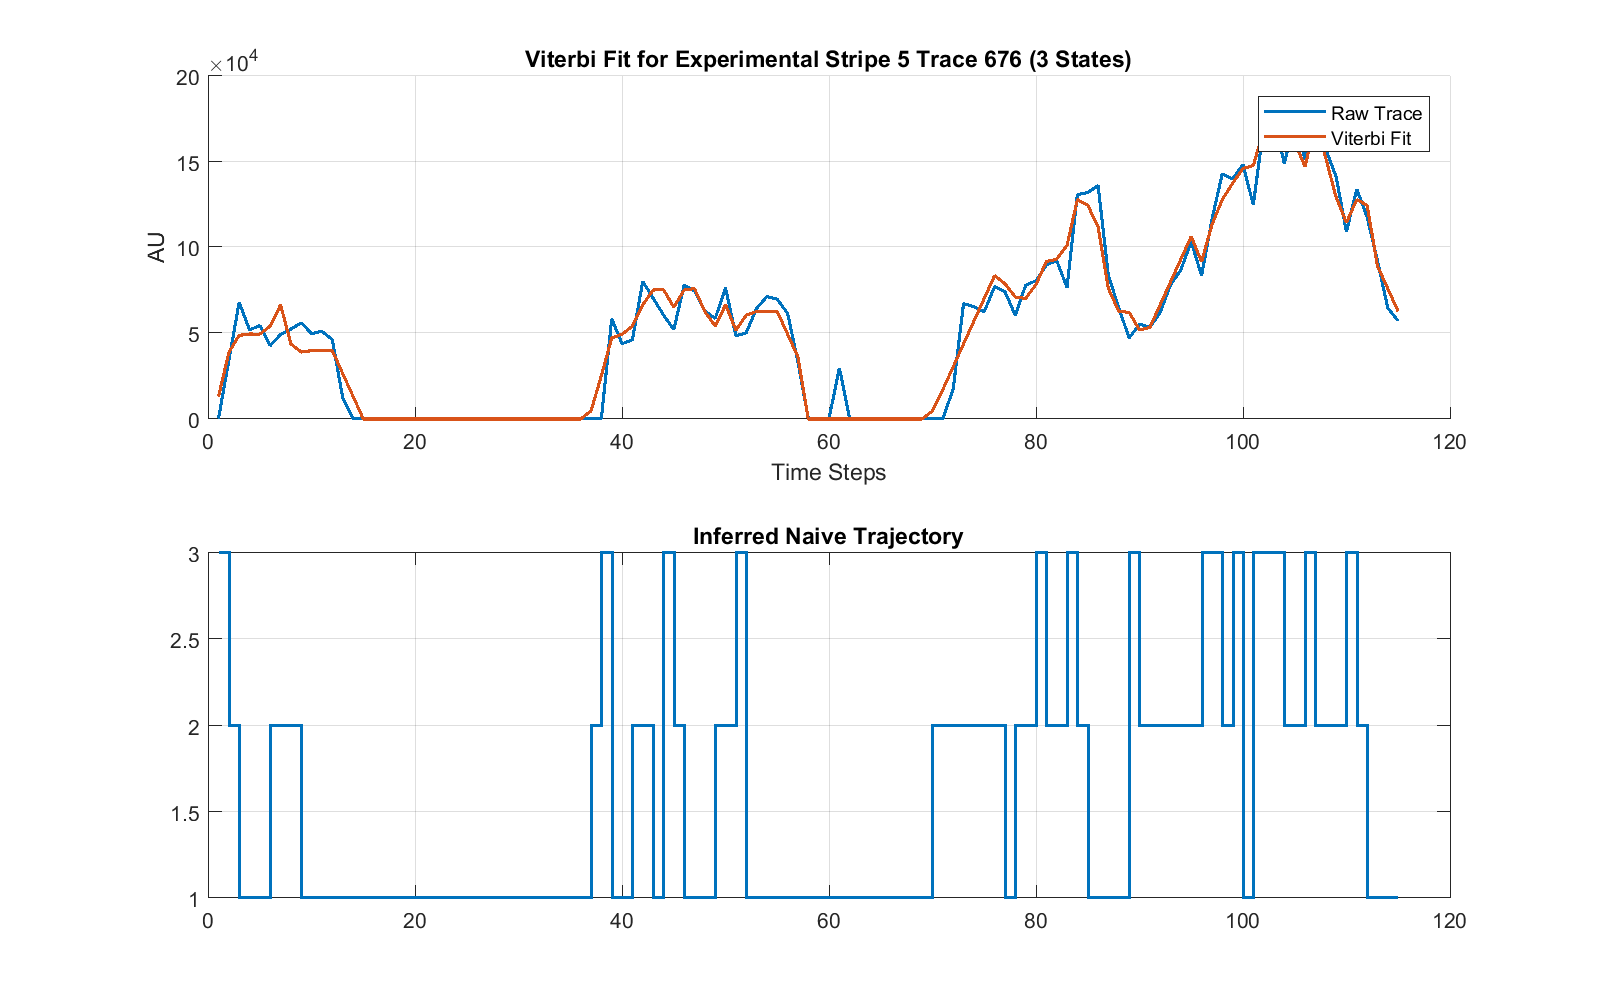 Viterbi Fit for Experimental Stripe 5 Trace 676 (3 States)
×10⁴
20
15
10
5
0
AU
Raw Trace
Viterbi Fit
0 20 40 60 80 100 120
Time Steps
Inferred Naive Trajectory
3
2.5
2
1.5
1
0 20 40 60 80 100 120